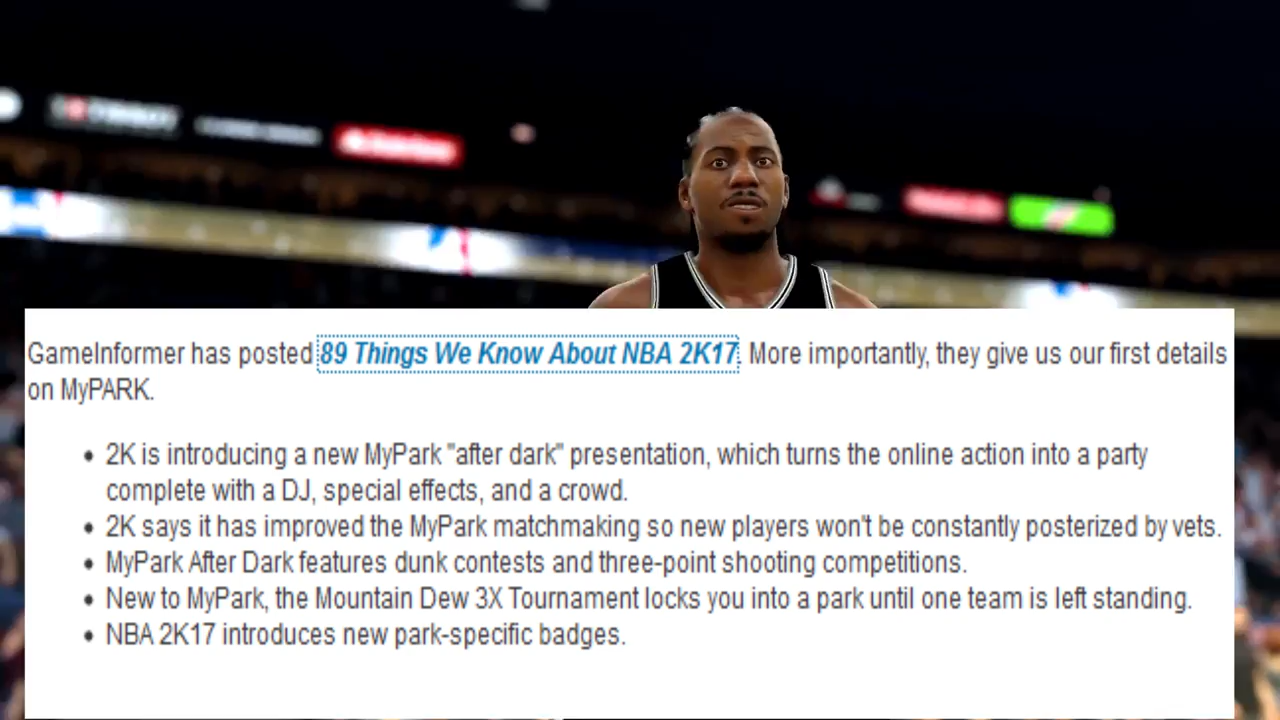 GameInformer has posted 89 Things We Know About NBA 2K17. More importantly, they give us our first details
on MyPARK.
• 2K is introducing a new MyPark "after dark" presentation, which turns the online action into a party
complete with a DJ, special effects, and a crowd.
• 2K says it has improved the MyPark matchmaking so new players won't be constantly posterized by vets.
• MyPark After Dark features dunk contests and three-point shooting competitions.
• New to MyPark, the Mountain Dew 3X Tournament locks you into a park until one team is left standing.
• NBA 2K17 introduces new park-specific badges.